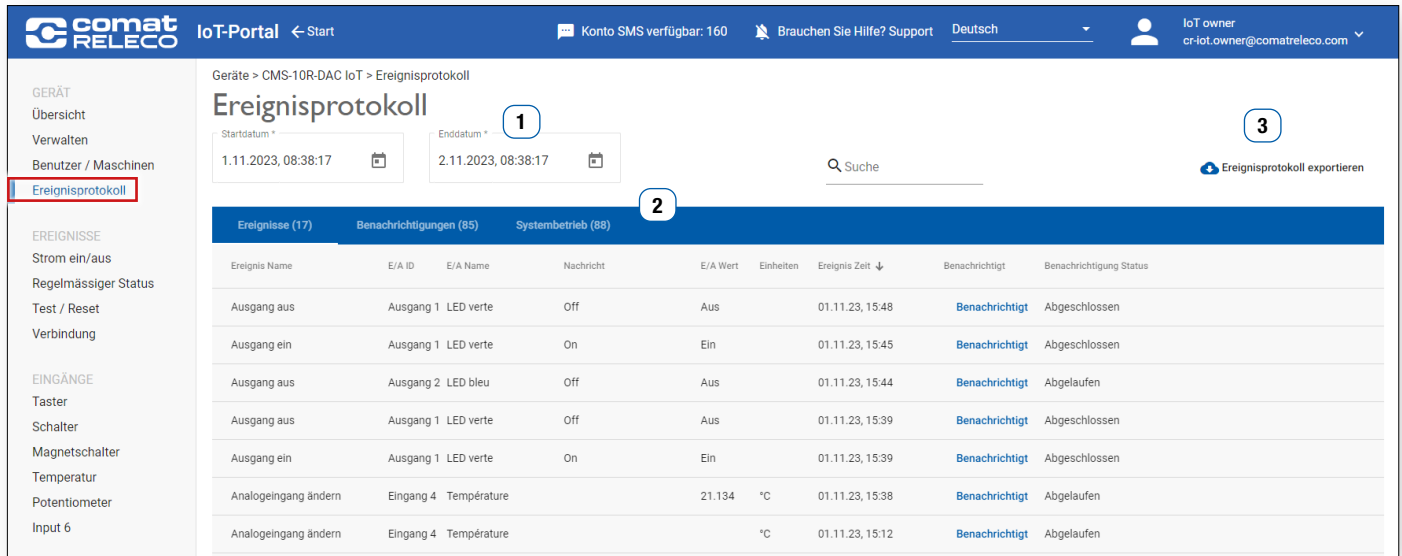 comat RELECO
IoT-Portal ← Start
Konto SMS verfügbar: 160
Brauchen Sie Hilfe? Support
Deutsch
IoT owner
cr-iot.owner@comatreleco.com
GERÄT
Übersicht
Verwalten
Benutzer / Maschinen
Ereignisprotokoll
EREIGNISSE
Strom ein/aus
Regelmässiger Status
Test / Reset
Verbindung
EINGÄNGE
Taster
Schalter
Magnetschalter
Temperatur
Potentiometer
Input 6
Geräte > CMS-10R-DAC IoT > Ereignisprotokoll
Ereignisprotokoll
1
3
Startdatum *
1.11.2023, 08:38:17
Enddatum *
2.11.2023, 08:38:17
Suche
Ereignisprotokoll exportieren
2
Ereignisse (17) Benachrichtigungen (85) Systembetrieb (88)
Ereignis Name E/A ID E/A Name Nachricht E/A Wert Einheiten Ereignis Zeit ↓ Benachrichtigt Benachrichtigung Status
Ausgang aus Ausgang 1 LED verte Off Aus 01.11.23, 15:48 Benachrichtigt Abgeschlossen
Ausgang ein Ausgang 1 LED verte On Ein 01.11.23, 15:45 Benachrichtigt Abgeschlossen
Ausgang aus Ausgang 2 LED bleu Off Aus 01.11.23, 15:44 Benachrichtigt Abgelaufen
Ausgang aus Ausgang 1 LED verte Off Aus 01.11.23, 15:39 Benachrichtigt Abgeschlossen
Ausgang ein Ausgang 1 LED verte On Ein 01.11.23, 15:39 Benachrichtigt Abgeschlossen
Analogeingang ändern Eingang 4 Température 21.134 °C 01.11.23, 15:38 Benachrichtigt Abgelaufen
Analogeingang ändern Eingang 4 Température °C 01.11.23, 15:12 Benachrichtigt Abgelaufen